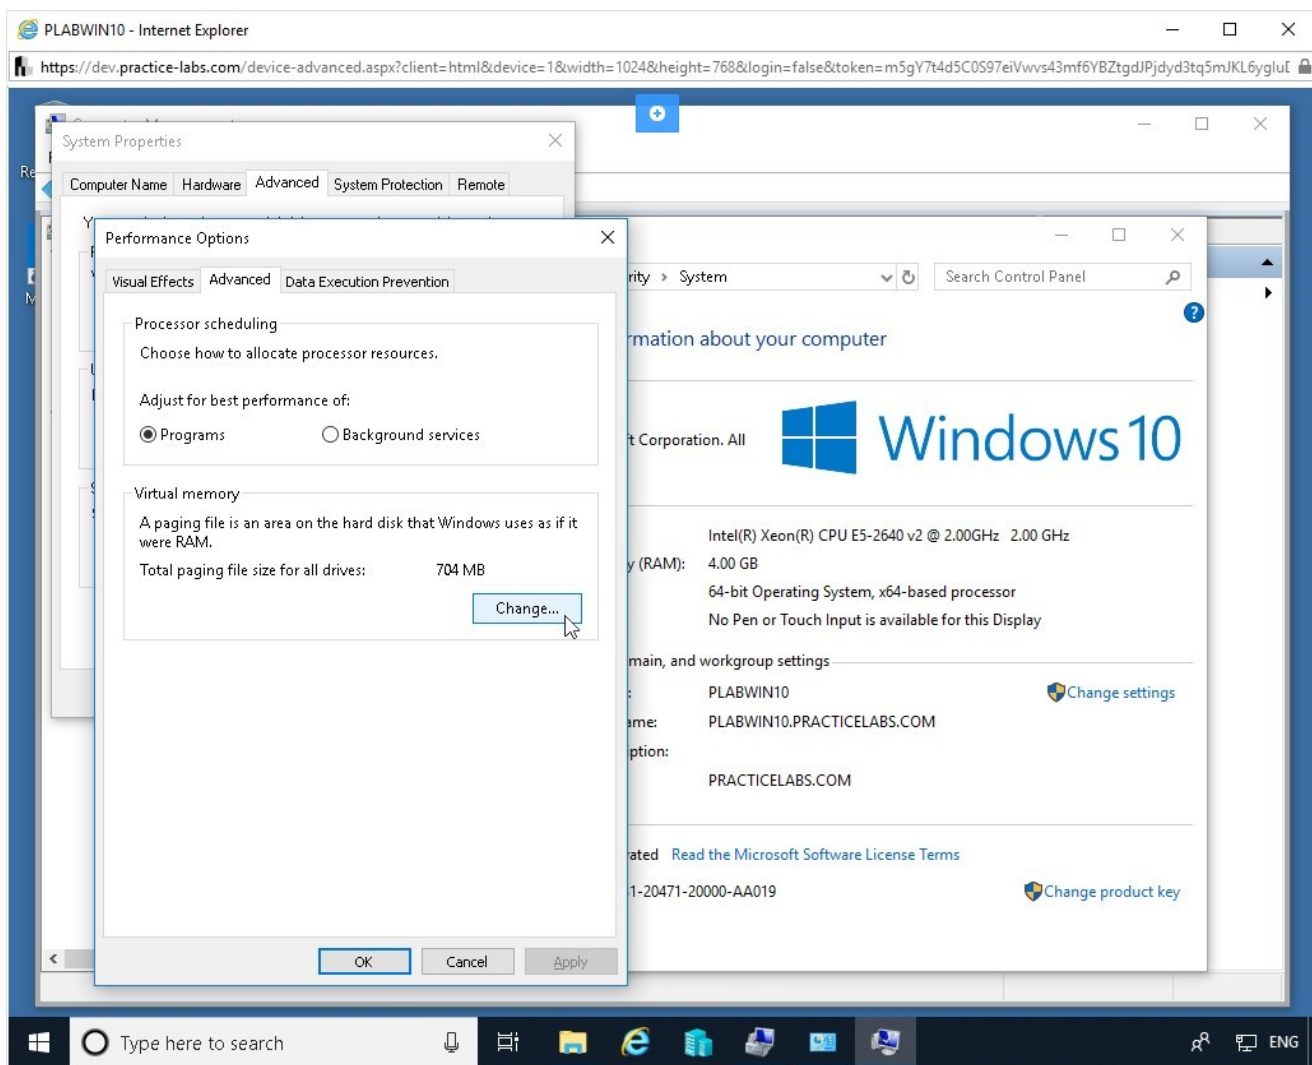 PLABWIN10 - Internet Explorer
https://dev.practice-labs.com/device-advanced.aspx?client=html&device=1&width=1024&height=768&login=false&token=m5gY7t4d5C0S97eiVwvs43mf6YBZtgdJPjdyd3tq5mJKL6ygluE
System Properties
Computer Name Hardware Advanced System Protection Remote
Performance Options
Visual Effects Advanced Data Execution Prevention
Processor scheduling
Choose how to allocate processor resources.
Adjust for best performance of:
Programs Background services
Virtual memory
A paging file is an area on the hard disk that Windows uses as if it
were RAM.
Total paging file size for all drives: 704 MB
Change...
OK Cancel Apply
rity > System
Search Control Panel
rmation about your computer
t Corporation. All
Windows 10
Intel(R) Xeon(R) CPU E5-2640 v2 @ 2.00GHz 2.00 GHz
y (RAM): 4.00 GB
64-bit Operating System, x64-based processor
No Pen or Touch Input is available for this Display
main, and workgroup settings
: PLABWIN10
Change settings
ame: PLABWIN10.PRACTICELABS.COM
ption:
PRACTICELABS.COM
rated Read the Microsoft Software License Terms
1-20471-20000-AA019
Change product key
Type here to search
ENG